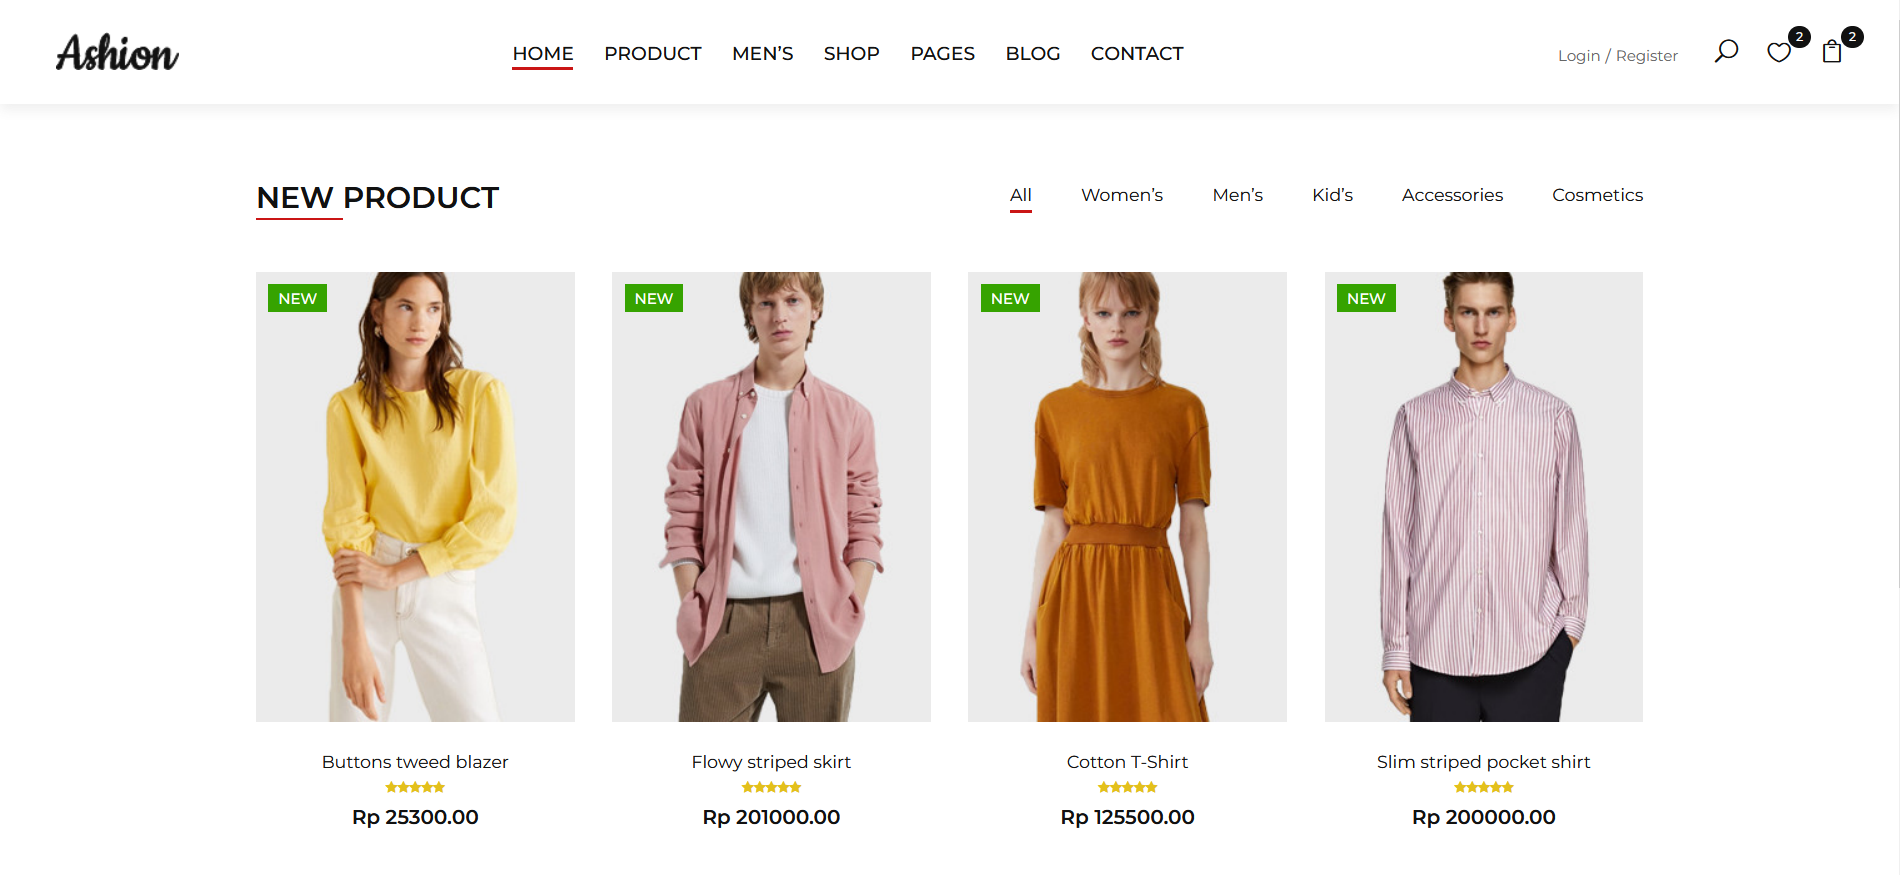 Ashion
HOME PRODUCT MEN’S SHOP PAGES BLOG CONTACT
Login / Register
2
2
NEW PRODUCT
All Women’s Men’s Kid’s Accessories Cosmetics
NEW
NEW
NEW
NEW
Buttons tweed blazer
Rp 25300.00
Flowy striped skirt
Rp 201000.00
Cotton T-Shirt
Rp 125500.00
Slim striped pocket shirt
Rp 200000.00